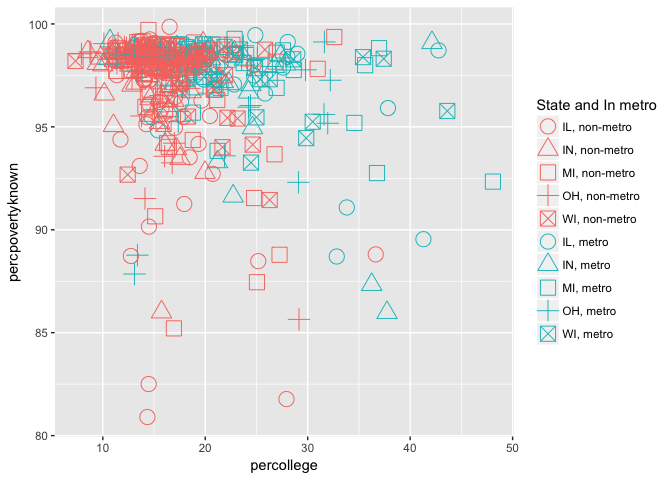 percpovertyknown
100
95
90
85
80
10
20
30
40
50
percollege
State and In metro
IL, non-metro
IN, non-metro
MI, non-metro
OH, non-metro
WI, non-metro
IL, metro
IN, metro
MI, metro
OH, metro
WI, metro